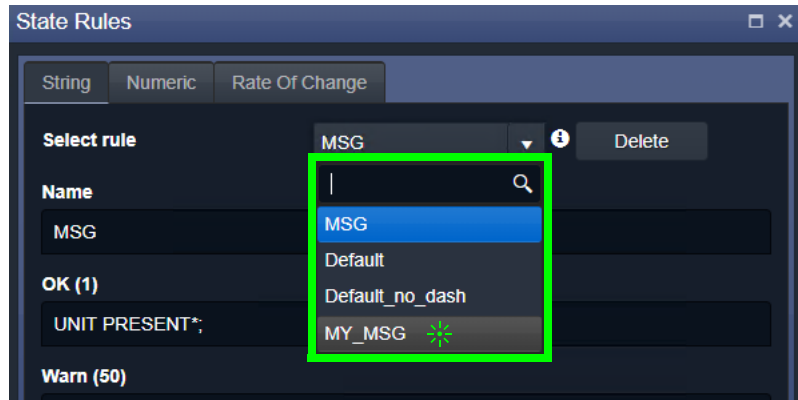 State Rules
String Numeric Rate Of Change
Select rule MSG Delete
Name
MSG
MSG
Default
OK (1)
Default_no_dash
UNIT PRESENT*;
MY_MSG
Warn (50)